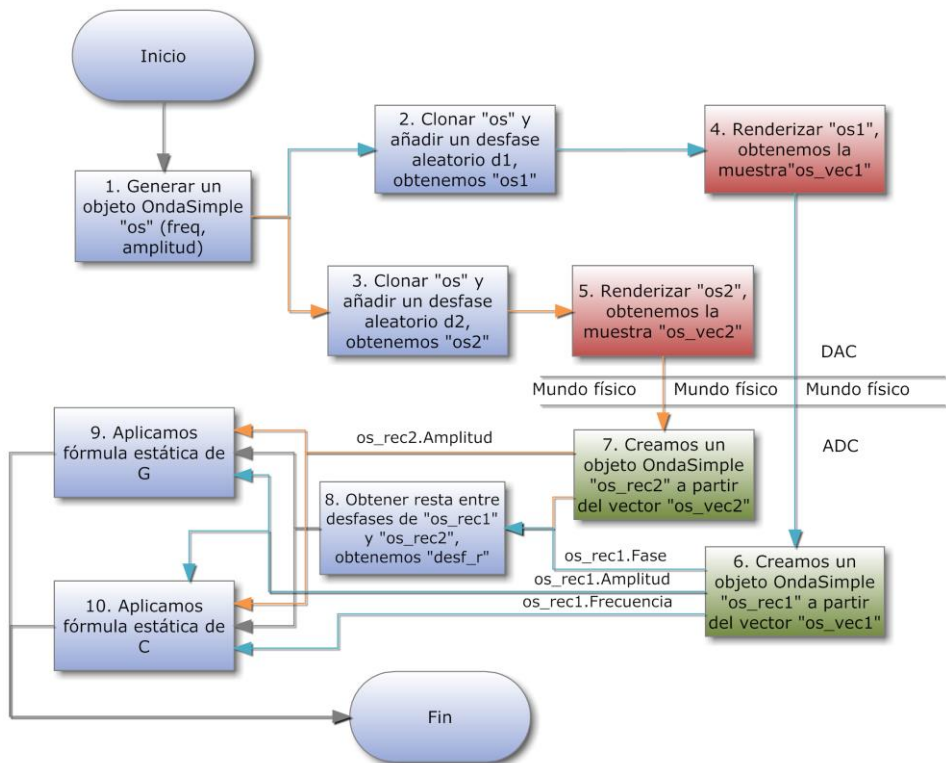 Inicio
1. Generar un
objeto OndaSimple
"os" (freq,
amplitud)
2. Clonar "os" y
añadir un desfase
aleatorio d1,
obtenemos "os1"
4. Renderizar "os1",
obtenemos la
muestra"os_vec1"
3. Clonar "os" y
añadir un desfase
aleatorio d2,
obtenemos "os2"
5. Renderizar "os2",
obtenemos la
muestra "os_vec2"
DAC
Mundo físico
Mundo físico
Mundo físico
ADC
9. Aplicamos
fórmula estática de
G
os_rec2.Amplitud
7. Creamos un
objeto OndaSimple
"os_rec2" a partir
del vector "os_vec2"
8. Obtener resta entre
desfases de "os_rec1"
y "os_rec2",
obtenemos "desf_r"
os_rec1.Fase
os_rec1.Amplitud
os_rec1.Frecuencia
6. Creamos un
objeto OndaSimple
"os_rec1" a partir
del vector "os_vec1"
10. Aplicamos
fórmula estática de
C
Fin